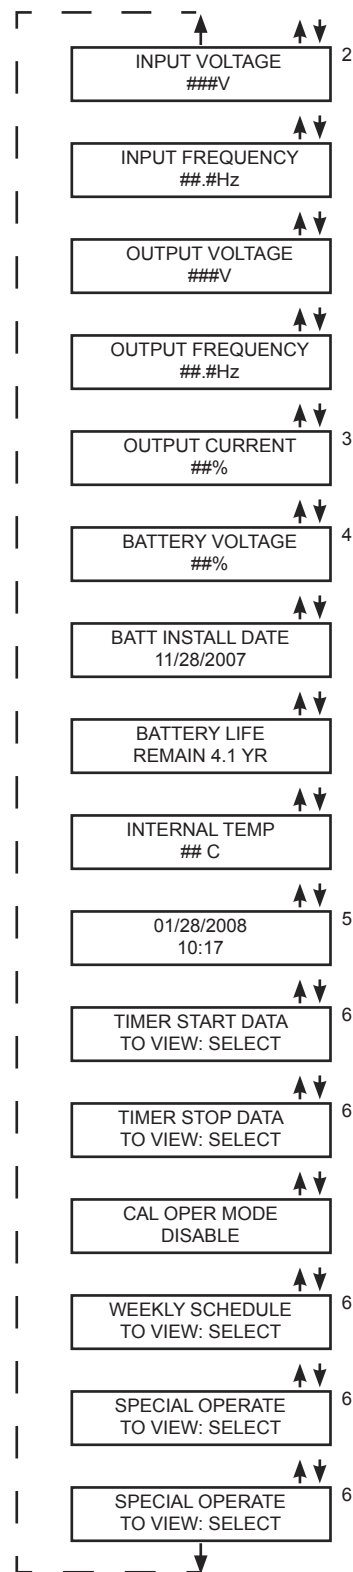 2
INPUT VOLTAGE
###V
INPUT FREQUENCY
##.#Hz
OUTPUT VOLTAGE
###V
OUTPUT FREQUENCY
##.#Hz
3
OUTPUT CURRENT
##%
4
BATTERY VOLTAGE
##%
BATT INSTALL DATE
11/28/2007
BATTERY LIFE
REMAIN 4.1 YR
INTERNAL TEMP
## C
5
01/28/2008
10:17
6
TIMER START DATA
TO VIEW: SELECT
6
TIMER STOP DATA
TO VIEW: SELECT
CAL OPER MODE
DISABLE
6
WEEKLY SCHEDULE
TO VIEW: SELECT
6
SPECIAL OPERATE
TO VIEW: SELECT
6
SPECIAL OPERATE
TO VIEW: SELECT